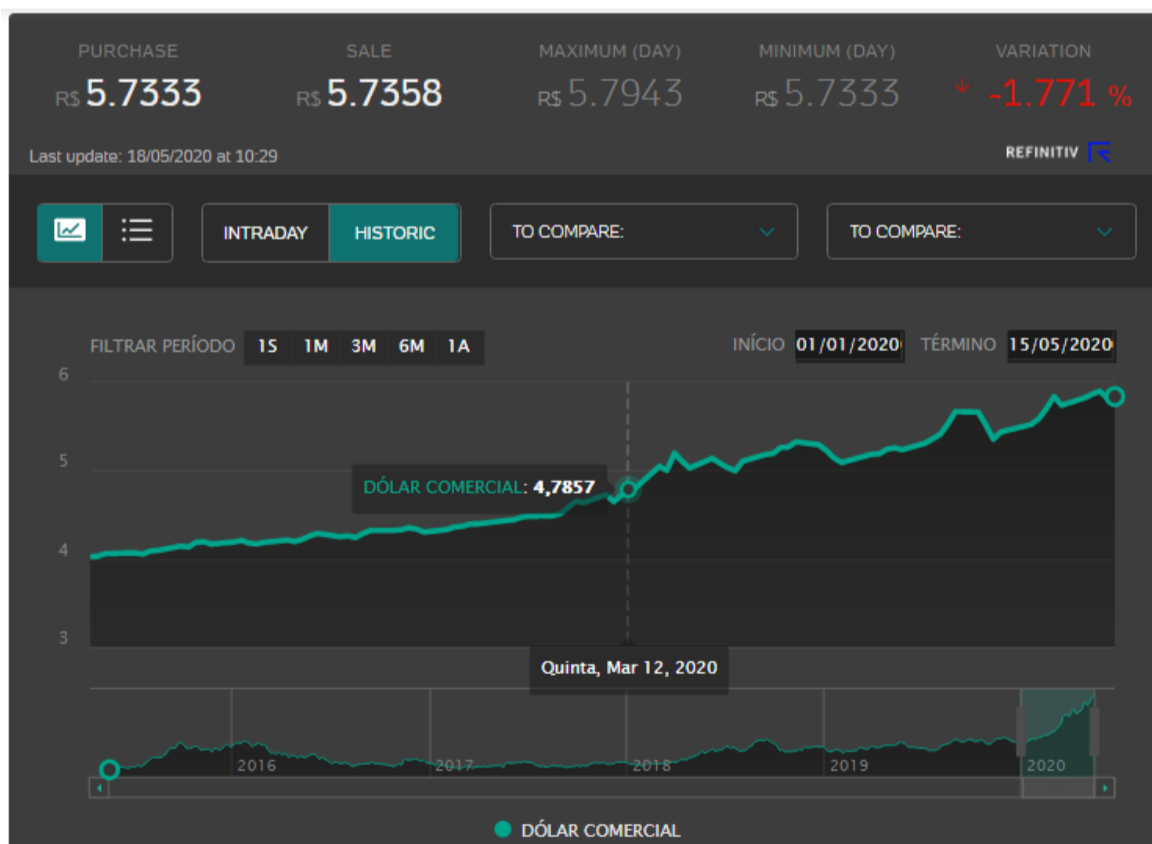 PURCHASE SALE MAXIMUM (DAY) MINIMUM (DAY) VARIATION
R$ 5.7333 R$ 5.7358 R$ 5.7943 R$ 5.7333 -1.771 %
Last update: 18/05/2020 at 10:29 REFINITIV
INTRADAY HISTORIC TO COMPARE: TO COMPARE:
FILTRAR PERÍODO 1S 1M 3M 6M 1A INÍCIO 01/01/2020 TÉRMINO 15/05/2020
6
5
DÓLAR COMERCIAL: 4,7857
4
3
Quinta, Mar 12, 2020
2016 2017 2018 2019 2020
DÓLAR COMERCIAL